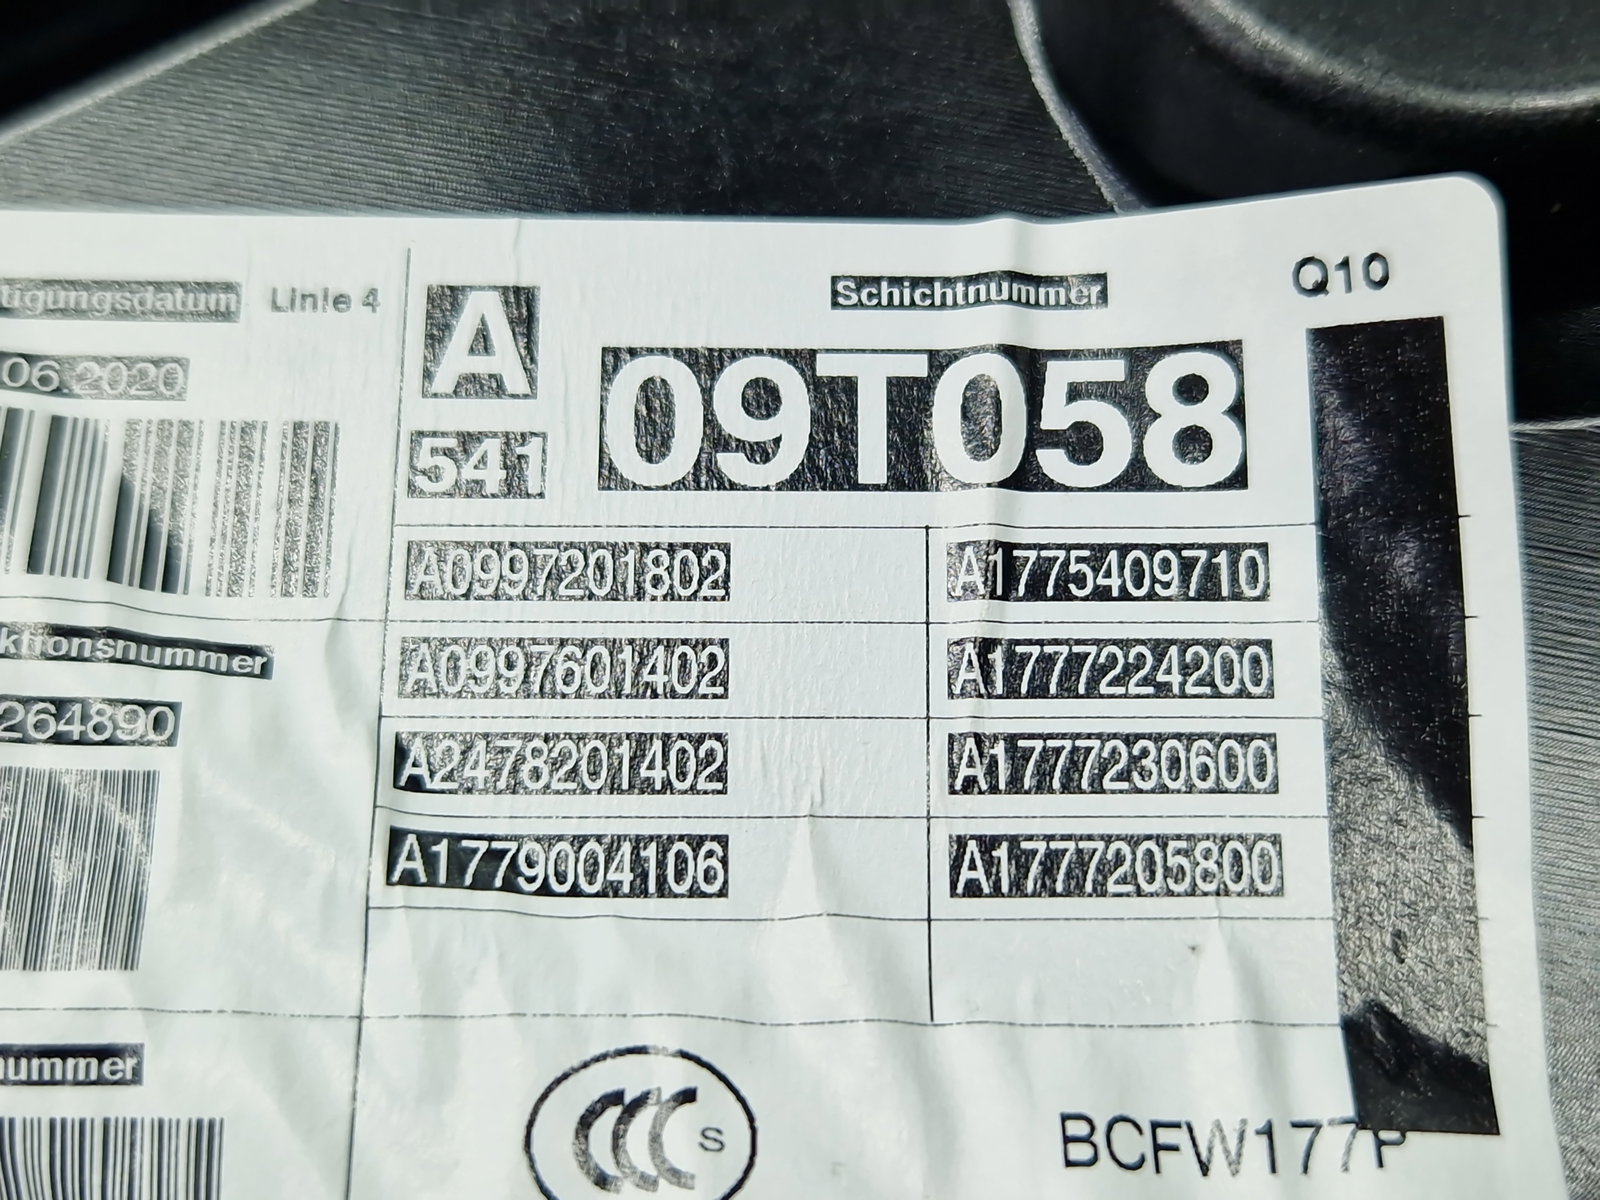 Q10
Schichtnummer
tigungsdatum Linie 4
A
09T058
06.2020
541
A0997201802 A1775409710
ktionsnummer
A0997601402 A1777224200
264890
A2478201402 A1777230600
A1779004106 A1777205800
nummer
CCC S
BCFW177P